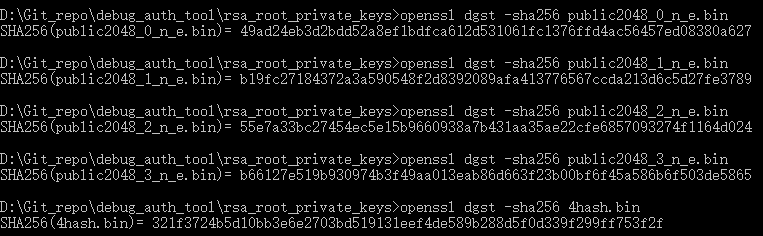 D:\Git_repo\debug_auth_tool\rsa_root_private_keys>openssl dgst -sha256 public2048_0_n_e.bin
SHA256(public2048_0_n_e.bin)= 49ad24eb3d2bdd52a8ef1bdfca612d531061fc1376ffd4ac56457ed08380a627
D:\Git_repo\debug_auth_tool\rsa_root_private_keys>openssl dgst -sha256 public2048_1_n_e.bin
SHA256(public2048_1_n_e.bin)= b19fc27184372a3a590548f2d8392089afa413776567ccda213d6c5d27fe3789
D:\Git_repo\debug_auth_tool\rsa_root_private_keys>openssl dgst -sha256 public2048_2_n_e.bin
SHA256(public2048_2_n_e.bin)= 55e7a33bc27454ec5e15b9660938a7b431aa35ae22cfe6857093274f1164d024
D:\Git_repo\debug_auth_tool\rsa_root_private_keys>openssl dgst -sha256 public2048_3_n_e.bin
SHA256(public2048_3_n_e.bin)= b66127e519b930974b3f49aa013eab86d663f23b00bf6f45a586b6f503de5865
D:\Git_repo\debug_auth_tool\rsa_root_private_keys>openssl dgst -sha256 4hash.bin
SHA256(4hash.bin)= 321f3724b5d10bb3e6e2703bd519131eef4de589b288d5f0d339f299ff753f2f